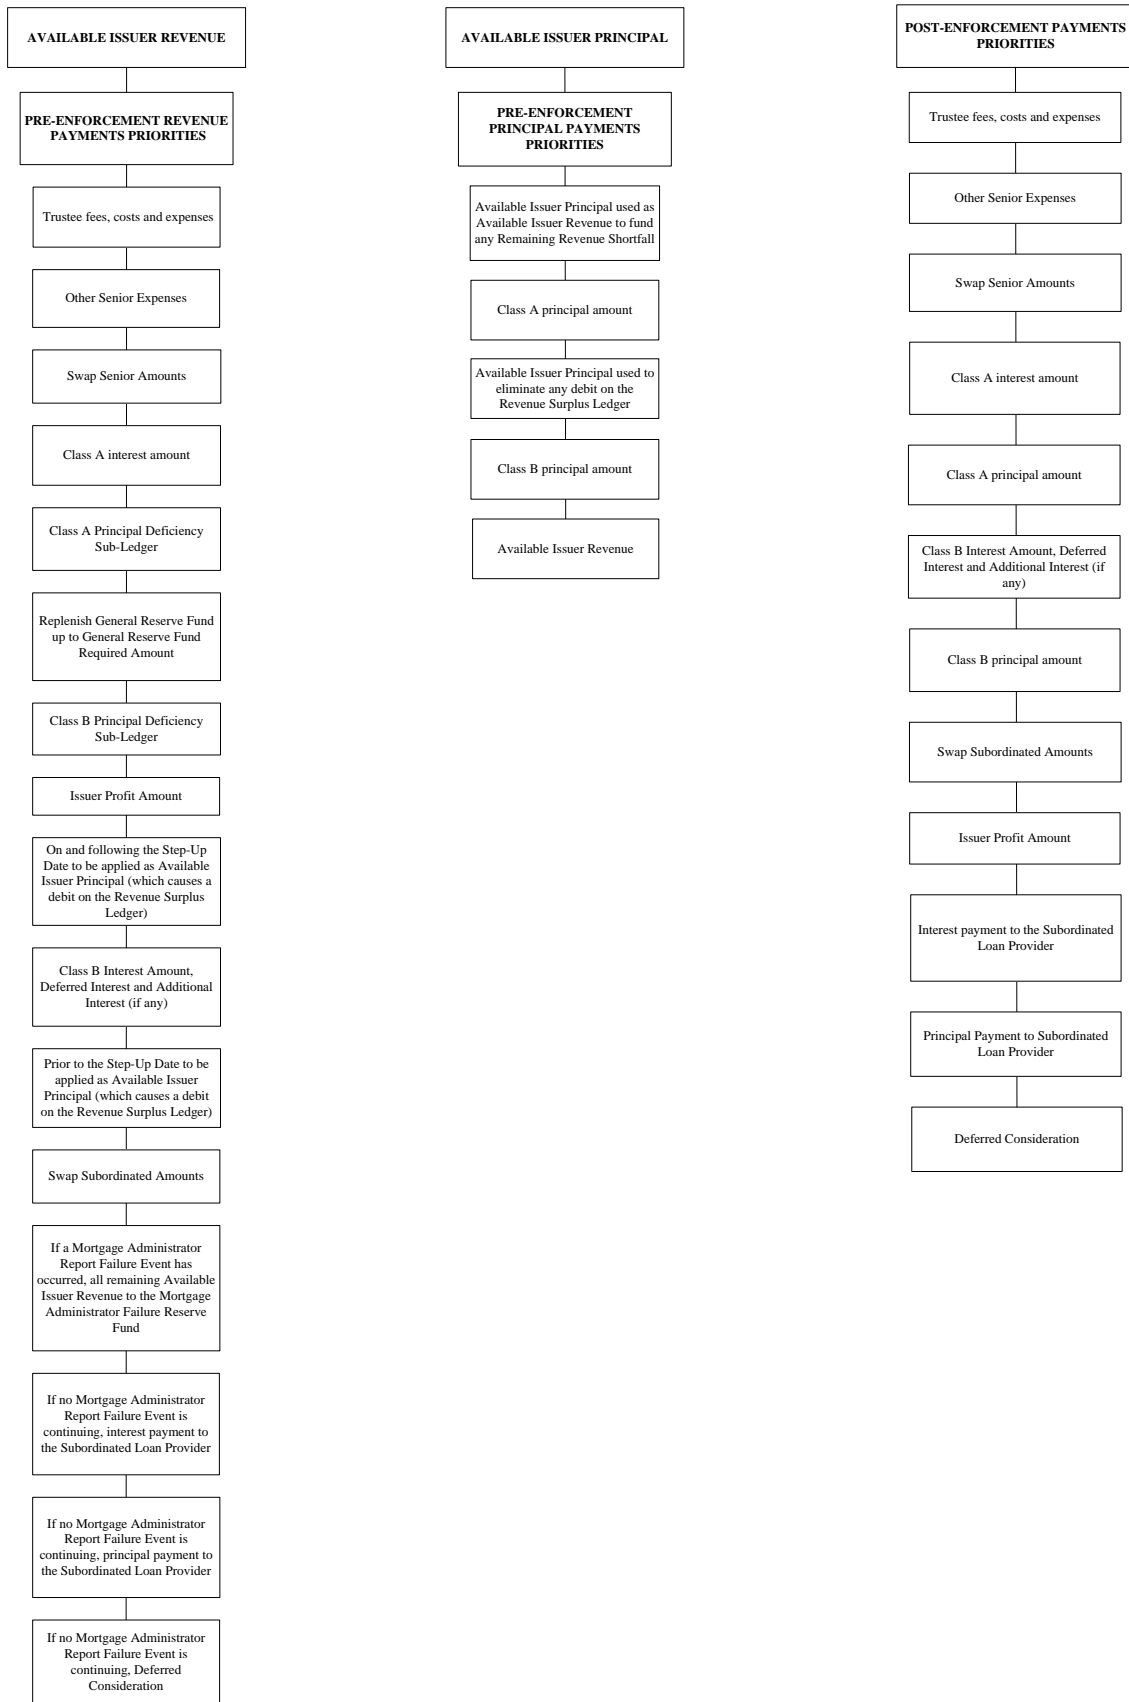 AVAILABLE ISSUER REVENUE
PRE-ENFORCEMENT REVENUE
PAYMENTS PRIORITIES
Trustee fees, costs and expenses
Other Senior Expenses
Swap Senior Amounts
Class A interest amount
Class A Principal Deficiency
Sub-Ledger
Replenish General Reserve Fund
up to General Reserve Fund
Required Amount
Class B Principal Deficiency
Sub-Ledger
Issuer Profit Amount
On and following the Step-Up
Date to be applied as Available
Issuer Principal (which causes a
debit on the Revenue Surplus
Ledger)
Class B Interest Amount,
Deferred Interest and Additional
Interest (if any)
Prior to the Step-Up Date to be
applied as Available Issuer
Principal (which causes a debit
on the Revenue Surplus Ledger)
Swap Subordinated Amounts
If a Mortgage Administrator
Report Failure Event has
occurred, all remaining Available
Issuer Revenue to the Mortgage
Administrator Failure Reserve
Fund
If no Mortgage Administrator
Report Failure Event is
continuing, interest payment to
the Subordinated Loan Provider
If no Mortgage Administrator
Report Failure Event is
continuing, principal payment to
the Subordinated Loan Provider
If no Mortgage Administrator
Report Failure Event is
continuing, Deferred
Consideration
AVAILABLE ISSUER PRINCIPAL
PRE-ENFORCEMENT
PRINCIPAL PAYMENTS
PRIORITIES
Available Issuer Principal used as
Available Issuer Revenue to fund
any Remaining Revenue Shortfall
Class A principal amount
Available Issuer Principal used to
eliminate any debit on the
Revenue Surplus Ledger
Class B principal amount
Available Issuer Revenue
POST-ENFORCEMENT PAYMENTS
PRIORITIES
Trustee fees, costs and expenses
Other Senior Expenses
Swap Senior Amounts
Class A interest amount
Class A principal amount
Class B Interest Amount, Deferred
Interest and Additional Interest (if
any)
Class B principal amount
Swap Subordinated Amounts
Issuer Profit Amount
Interest payment to the Subordinated
Loan Provider
Principal Payment to Subordinated
Loan Provider
Deferred Consideration